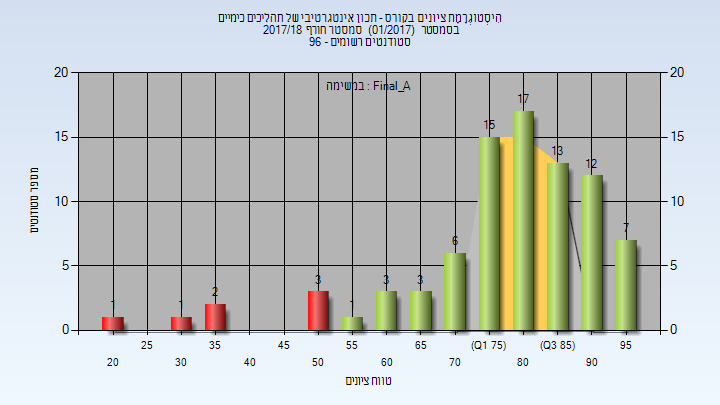 היסטוגרמת ציונים בקורס - תכון אינטגרטיבי של תהליכים כימיים
בסמסטר (01/2017) סמסטר חורף 2017/18
סטודנטים רשומים - 96
במשימה : Final_A
מספר סטודנטים
20 20
15 15
10 10
5 5
0 0
1 1 2 3 1 3 3 6 15 17 13 12 7
25 35 45 55 65 (Q1 75) (Q3 85) 95
20 30 40 50 60 70 80 90
טווח ציונים